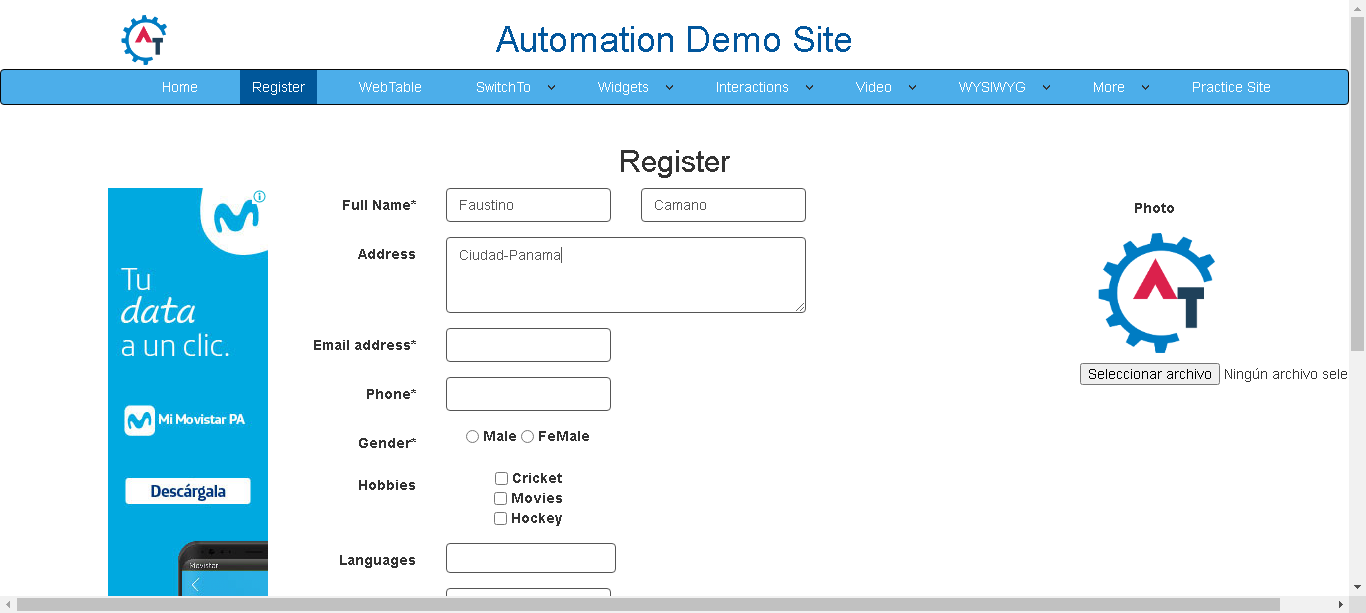 Automation Demo Site
Home Register WebTable SwitchTo Widgets Interactions Video WYSIWYG More Practice Site
Register
Full Name* Faustino Camano
Address Ciudad-Panama
Email address*
Phone*
Gender* Male FeMale
Hobbies Cricket
Movies
Hockey
Languages
Photo
AT
Seleccionar archivo Ningún archivo sele
Tu
data
a un clic.
Mi Movistar PA
Descárgala
Movistar